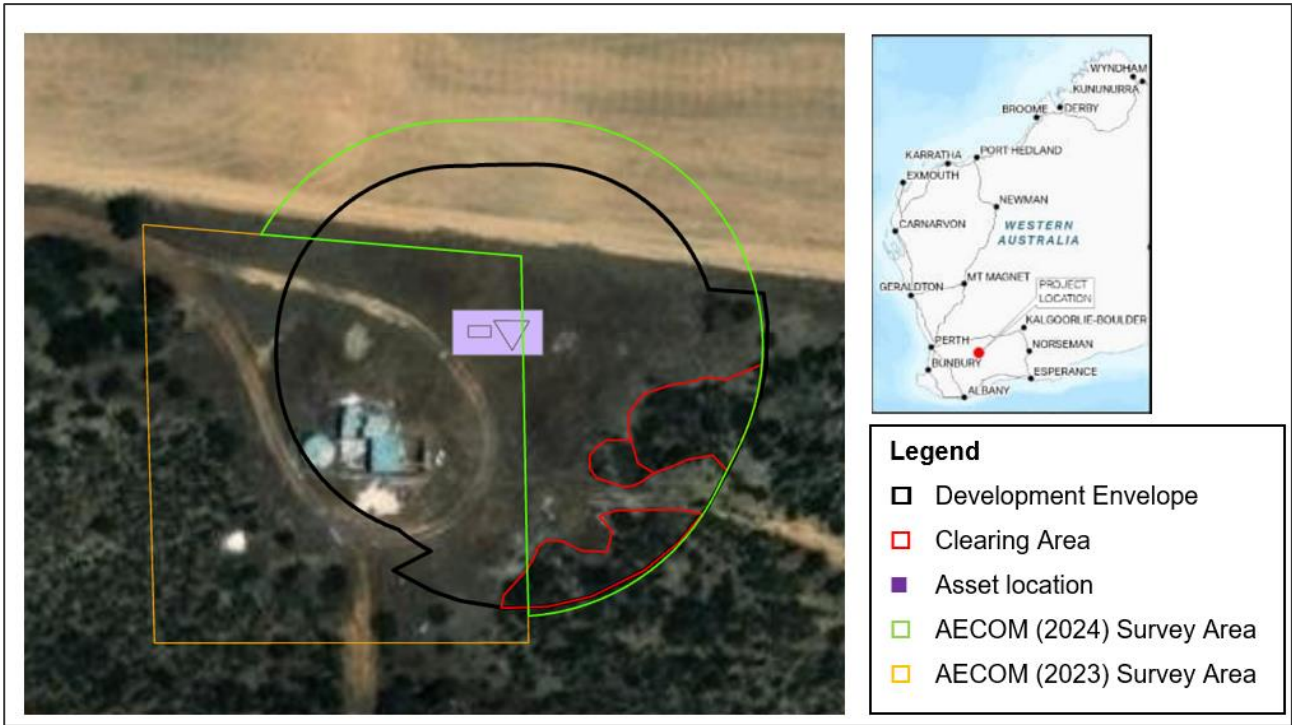 WYNDHAM
KUNUNURRA
BROOME
DERBY
PORT HEDLAND
KARRATHA
EXMOUTH
NEWMAN
CARNARVON
WESTERN
AUSTRALIA
MT MAGNET
GERALDTON
PROJECT
LOCATION
KALGOORLIE-BOULDER
PERTH
NORSEMAN
BUNBURY
ESPERANCE
ALBANY
Legend
Development Envelope
Clearing Area
Asset location
AECOM (2024) Survey Area
AECOM (2023) Survey Area